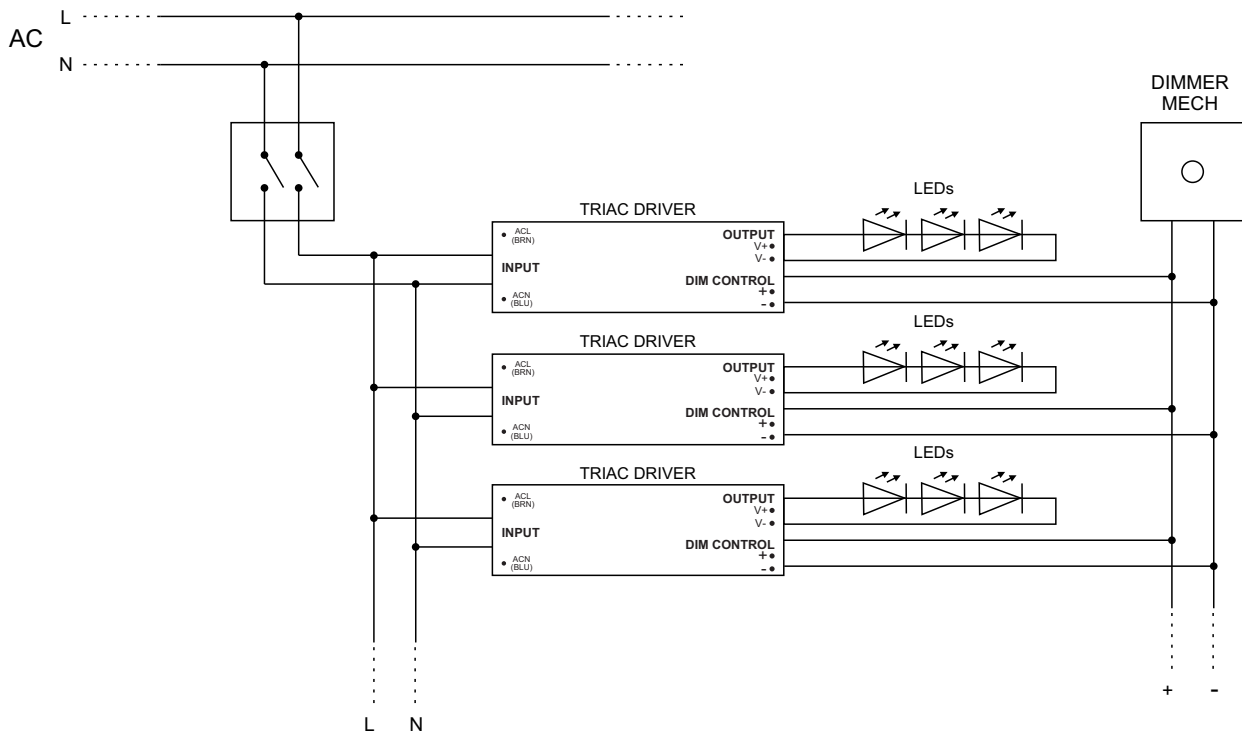 L
AC
N
DIMMER
MECH
LEDs
TRIAC DRIVER
ACL
(BRN)
INPUT
ACN
(BLU)
OUTPUT
V+
V-
DIM CONTROL
+
-
LEDs
TRIAC DRIVER
ACL
(BRN)
INPUT
ACN
(BLU)
OUTPUT
V+
V-
DIM CONTROL
+
-
LEDs
TRIAC DRIVER
ACL
(BRN)
INPUT
ACN
(BLU)
OUTPUT
V+
V-
DIM CONTROL
+
-
+ -
L N